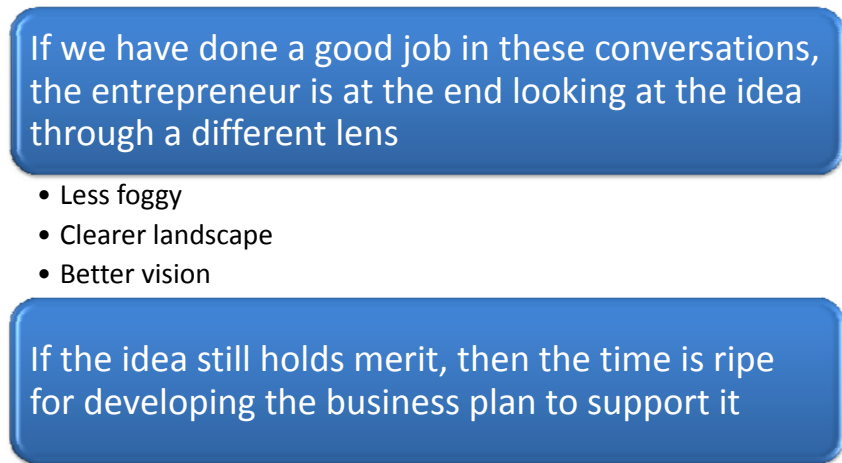 If we have done a good job in these conversations,
the entrepreneur is at the end looking at the idea
through a different lens
• Less foggy
• Clearer landscape
• Better vision
If the idea still holds merit, then the time is ripe
for developing the business plan to support it